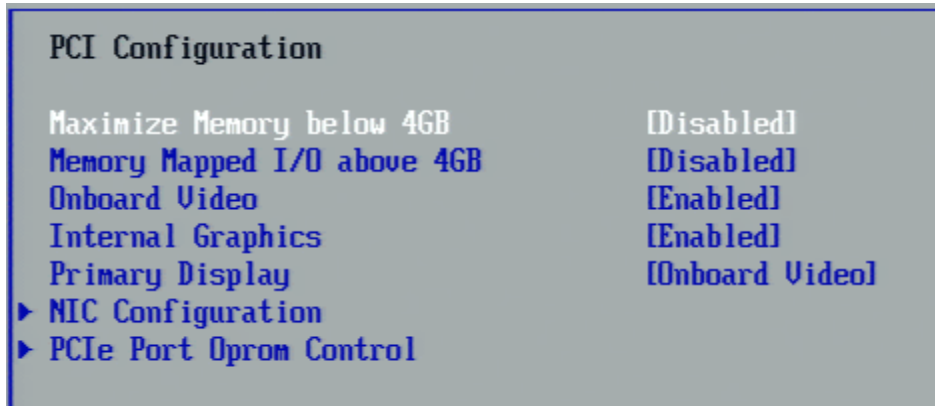 PCI Configuration
Maximize Memory below 4GB [Disabled]
Memory Mapped I/O above 4GB [Disabled]
Onboard Video [Enabled]
Internal Graphics [Enabled]
Primary Display [Onboard Video]
NIC Configuration
PCIe Port Oprom Control